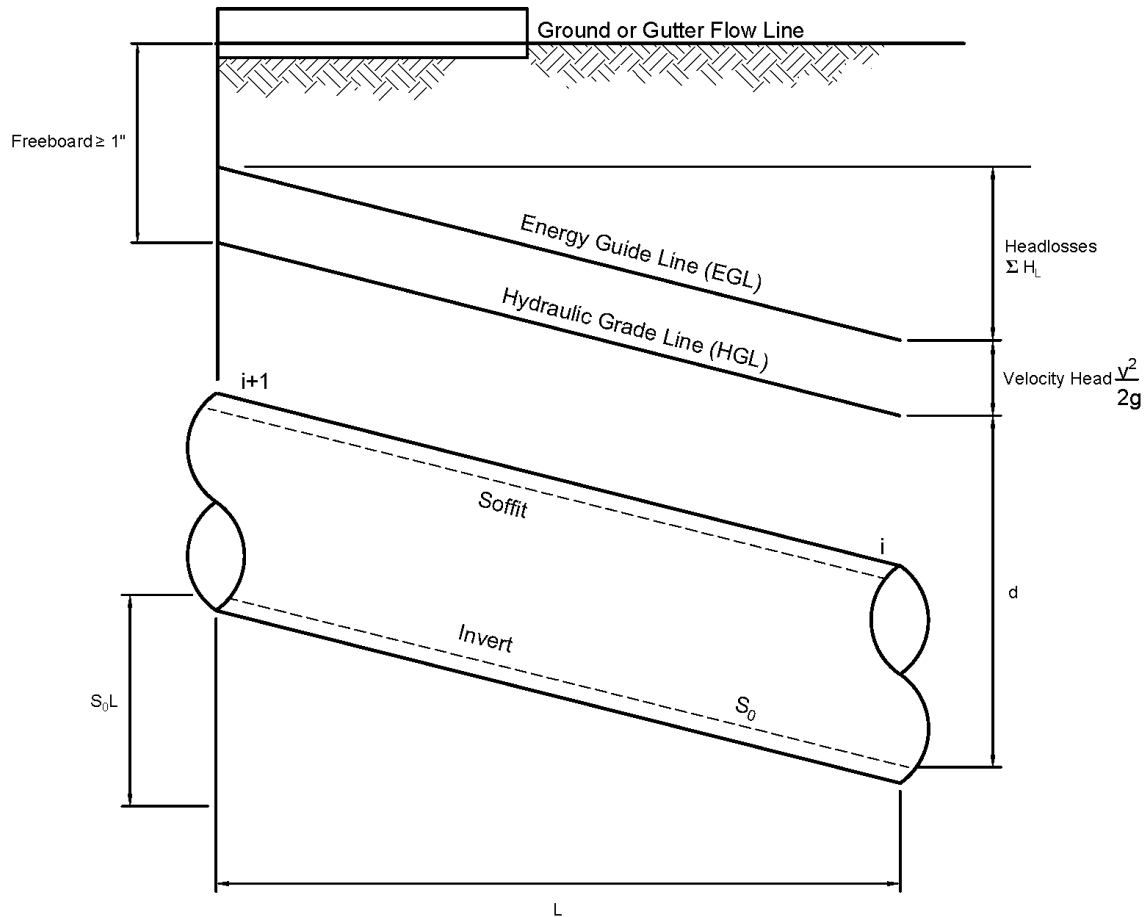 Ground or Gutter Flow Line
Freeboard ≥ 1"
Energy Guide Line (EGL)
Headlosses
Σ H_L
Hydraulic Grade Line (HGL)
Velocity Head v²/2g
i+1
Soffit
i
d
Invert
S₀L
S₀
L